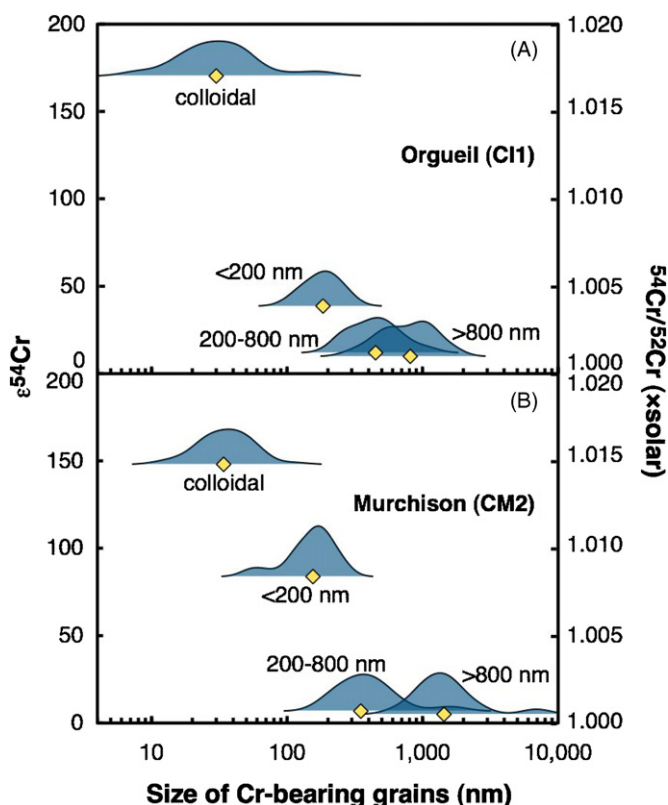 200
150
100
50
0
1.020
1.015
1.010
1.005
1.000
(A)
colloidal
Orgueil (CI1)
<200 nm
200-800 nm
>800 nm
200
150
100
50
0
1.020
1.015
1.010
1.005
1.000
(B)
colloidal
Murchison (CM2)
<200 nm
200-800 nm
>800 nm
10
100
1,000
10,000
ε⁵⁴Cr
⁵⁴Cr/⁵²Cr (×solar)
Size of Cr-bearing grains (nm)